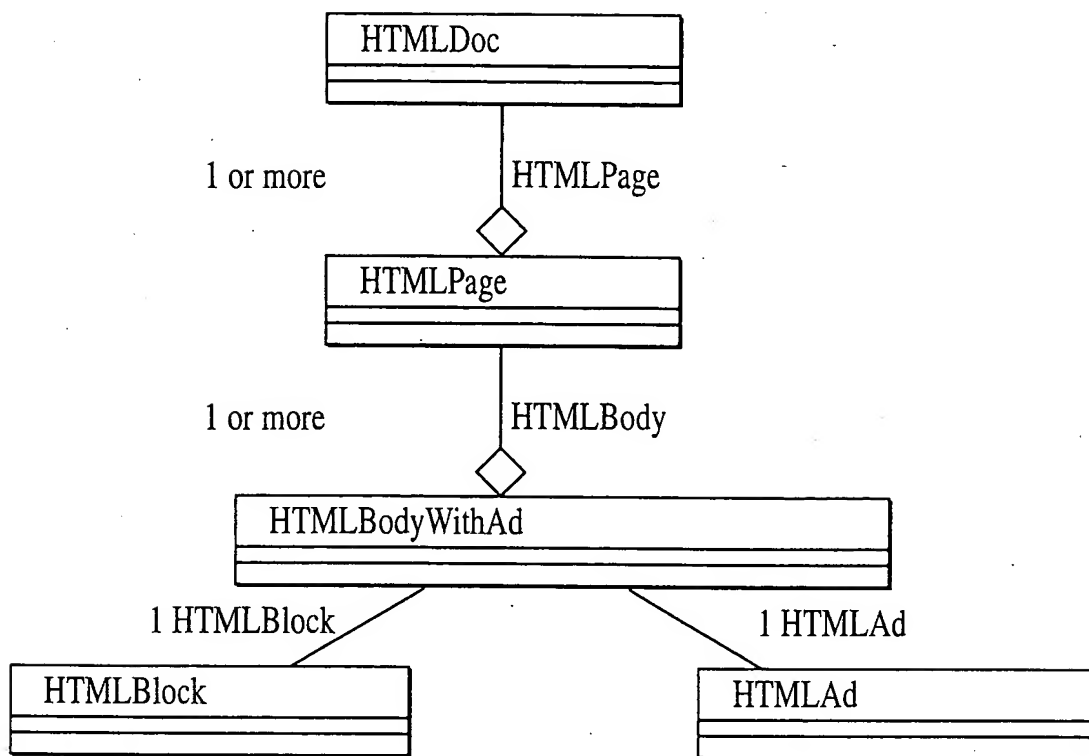 HTMLDoc
1 or more HTMLPage
HTMLPage
1 or more HTMLBody
HTMLBodyWithAd
1 HTMLBlock 1 HTMLAd
HTMLBlock HTMLAd